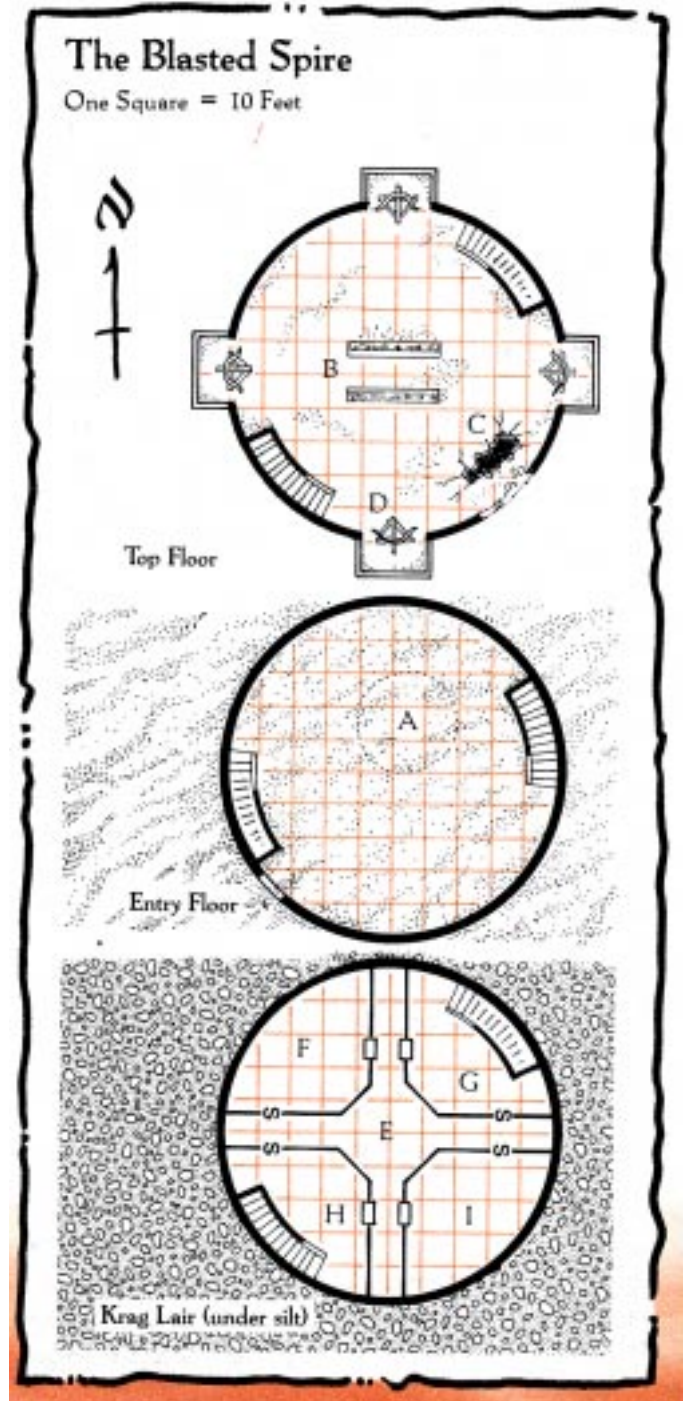 The Blasted Spire
One Square = 10 Feet
N
B
C
D
Top Floor
A
Entry Floor
F
G
S
S
E
S
S
H
I
Krag Lair (under silt)